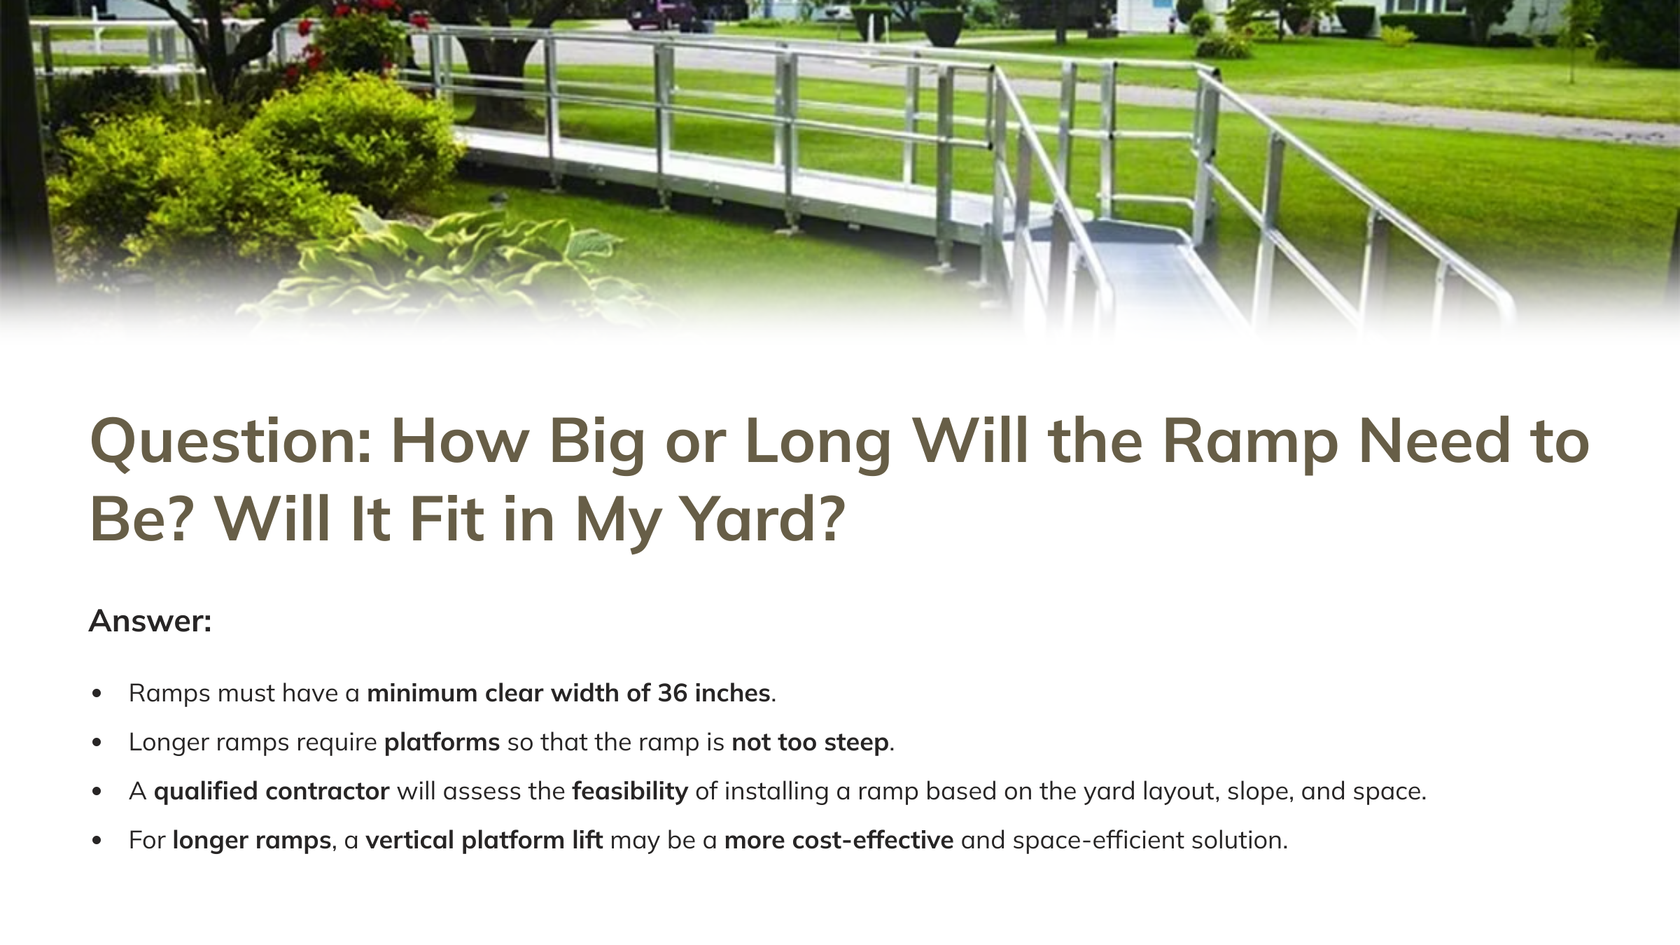 Question: How Big or Long Will the Ramp Need to
Be? Will It Fit in My Yard?
Answer:
• Ramps must have a minimum clear width of 36 inches.
• Longer ramps require platforms so that the ramp is not too steep.
• A qualified contractor will assess the feasibility of installing a ramp based on the yard layout, slope, and space.
• For longer ramps, a vertical platform lift may be a more cost-effective and space-efficient solution.